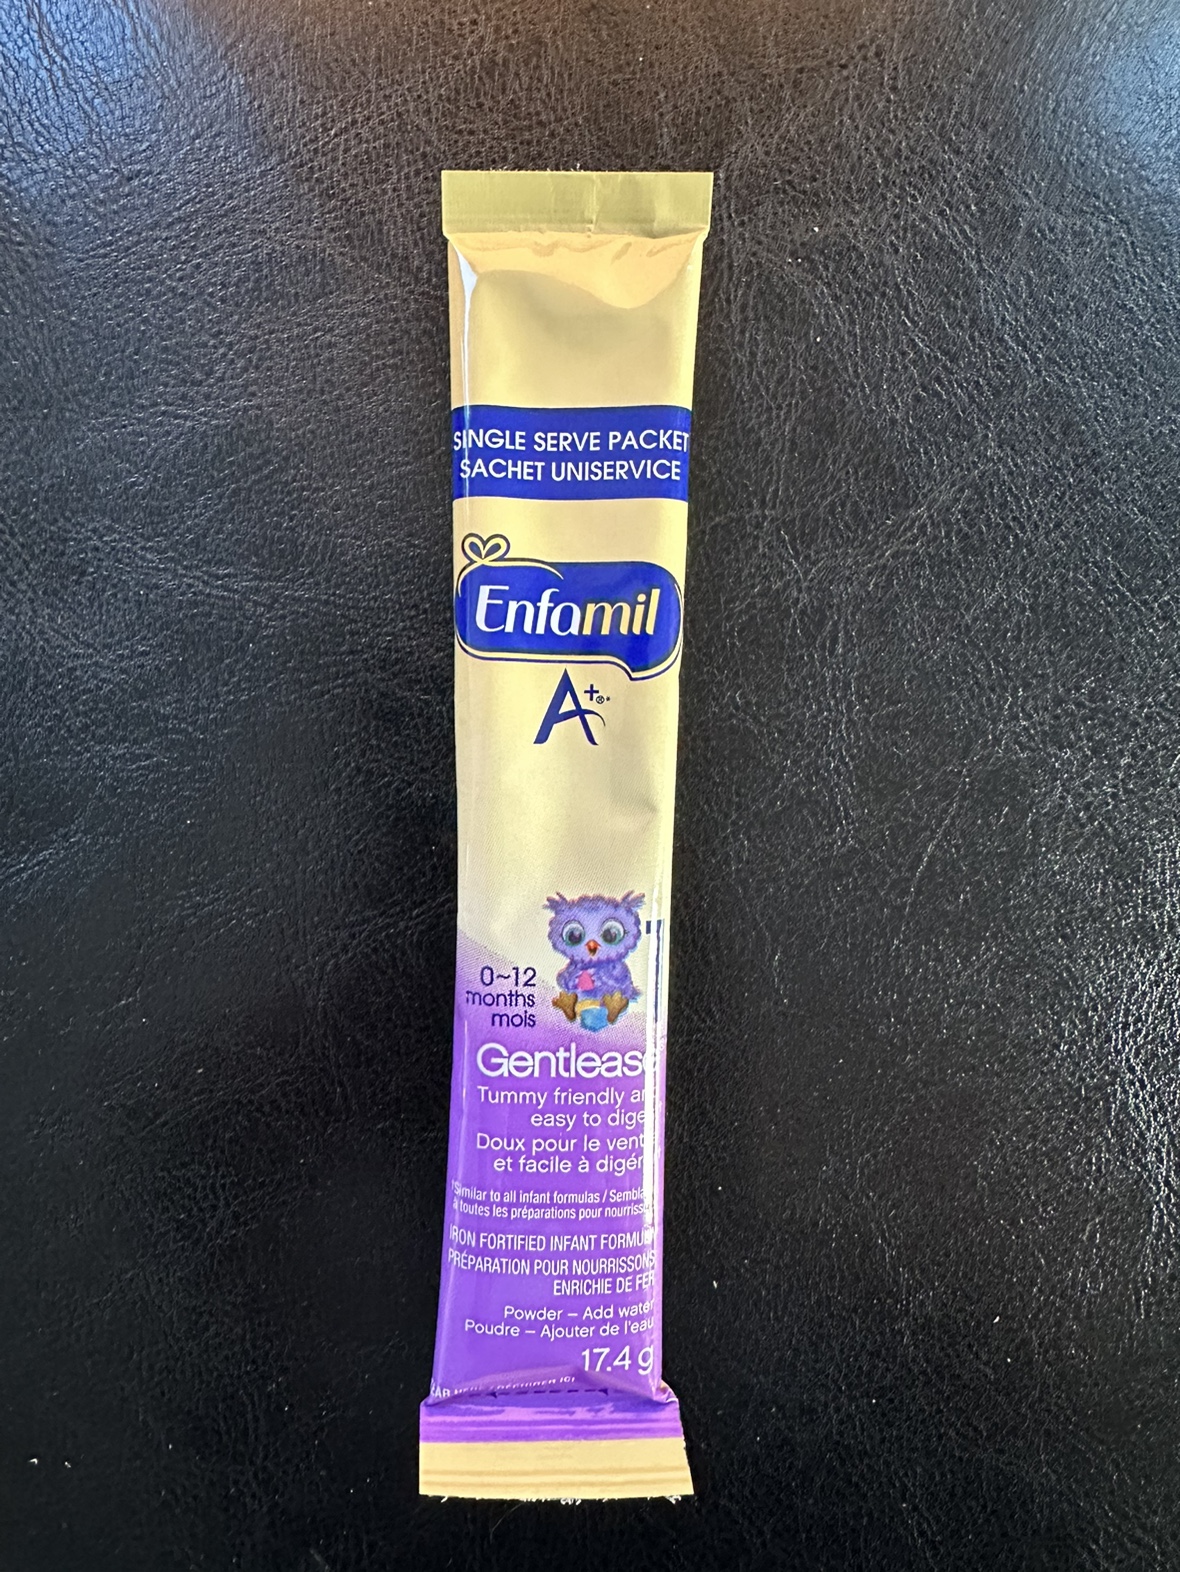 SINGLE SERVE PACKET
SACHET UNISERVICE
Enfamil
A+®*
0~12
months
mois
Gentlease
Tummy friendly
easy to
Doux pour le
et facile à
†Similar to all infant formulas /
à toutes les préparations pour
IRON FORTIFIED INFANT FORMULA
PRÉPARATION POUR NOURRISSONS
ENRICHIE DE FER
Powder – Add water
Poudre – Ajouter de l'eau
17.4 g
ICI